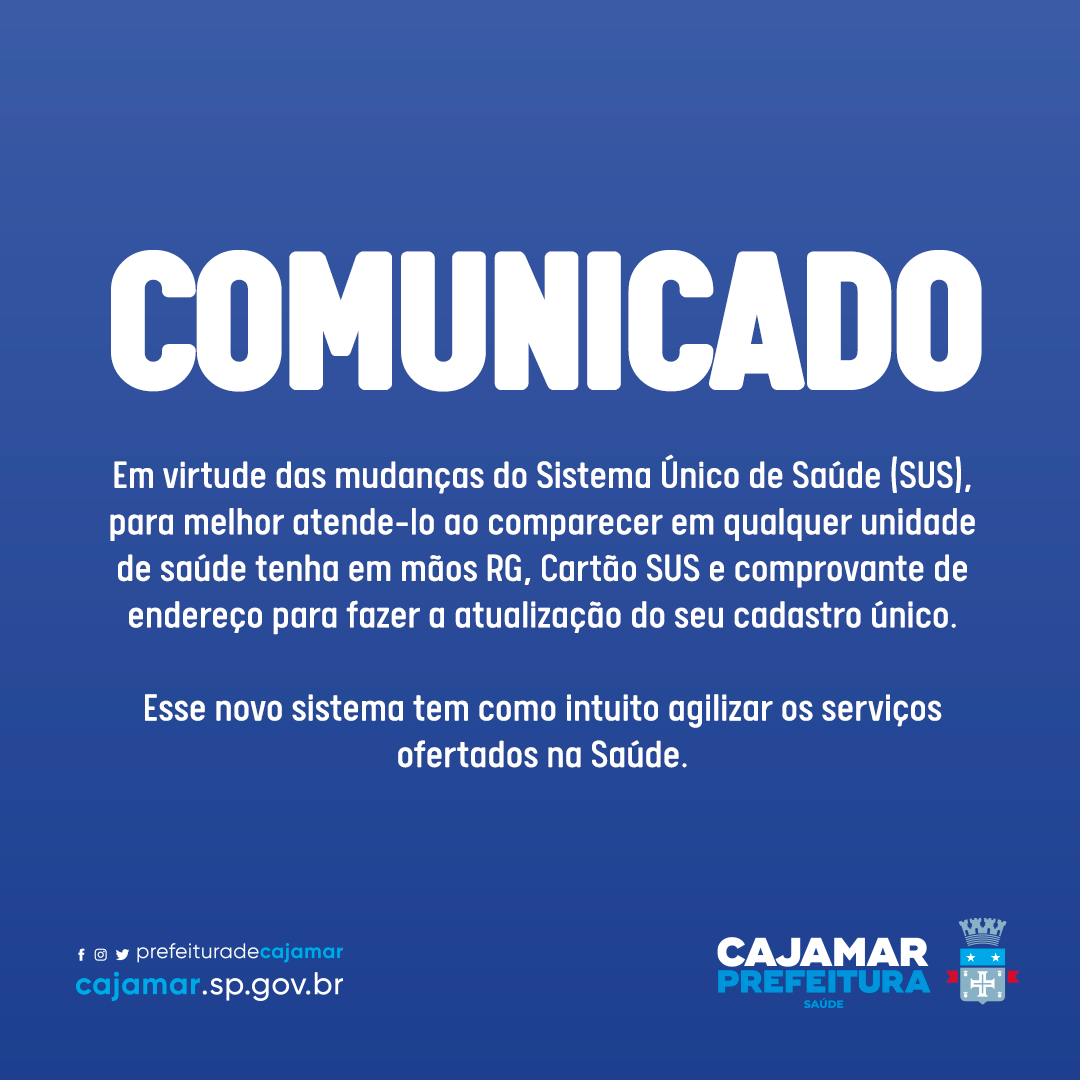 COMUNICADO
Em virtude das mudanças do Sistema Único de Saúde (SUS),
para melhor atende-lo ao comparecer em qualquer unidade
de saúde tenha em mãos RG, Cartão SUS e comprovante de
endereço para fazer a atualização do seu cadastro único.
Esse novo sistema tem como intuito agilizar os serviços
ofertados na Saúde.
prefeituradecajamar
cajamar.sp.gov.br
CAJAMAR
PREFEITURA
SAÚDE